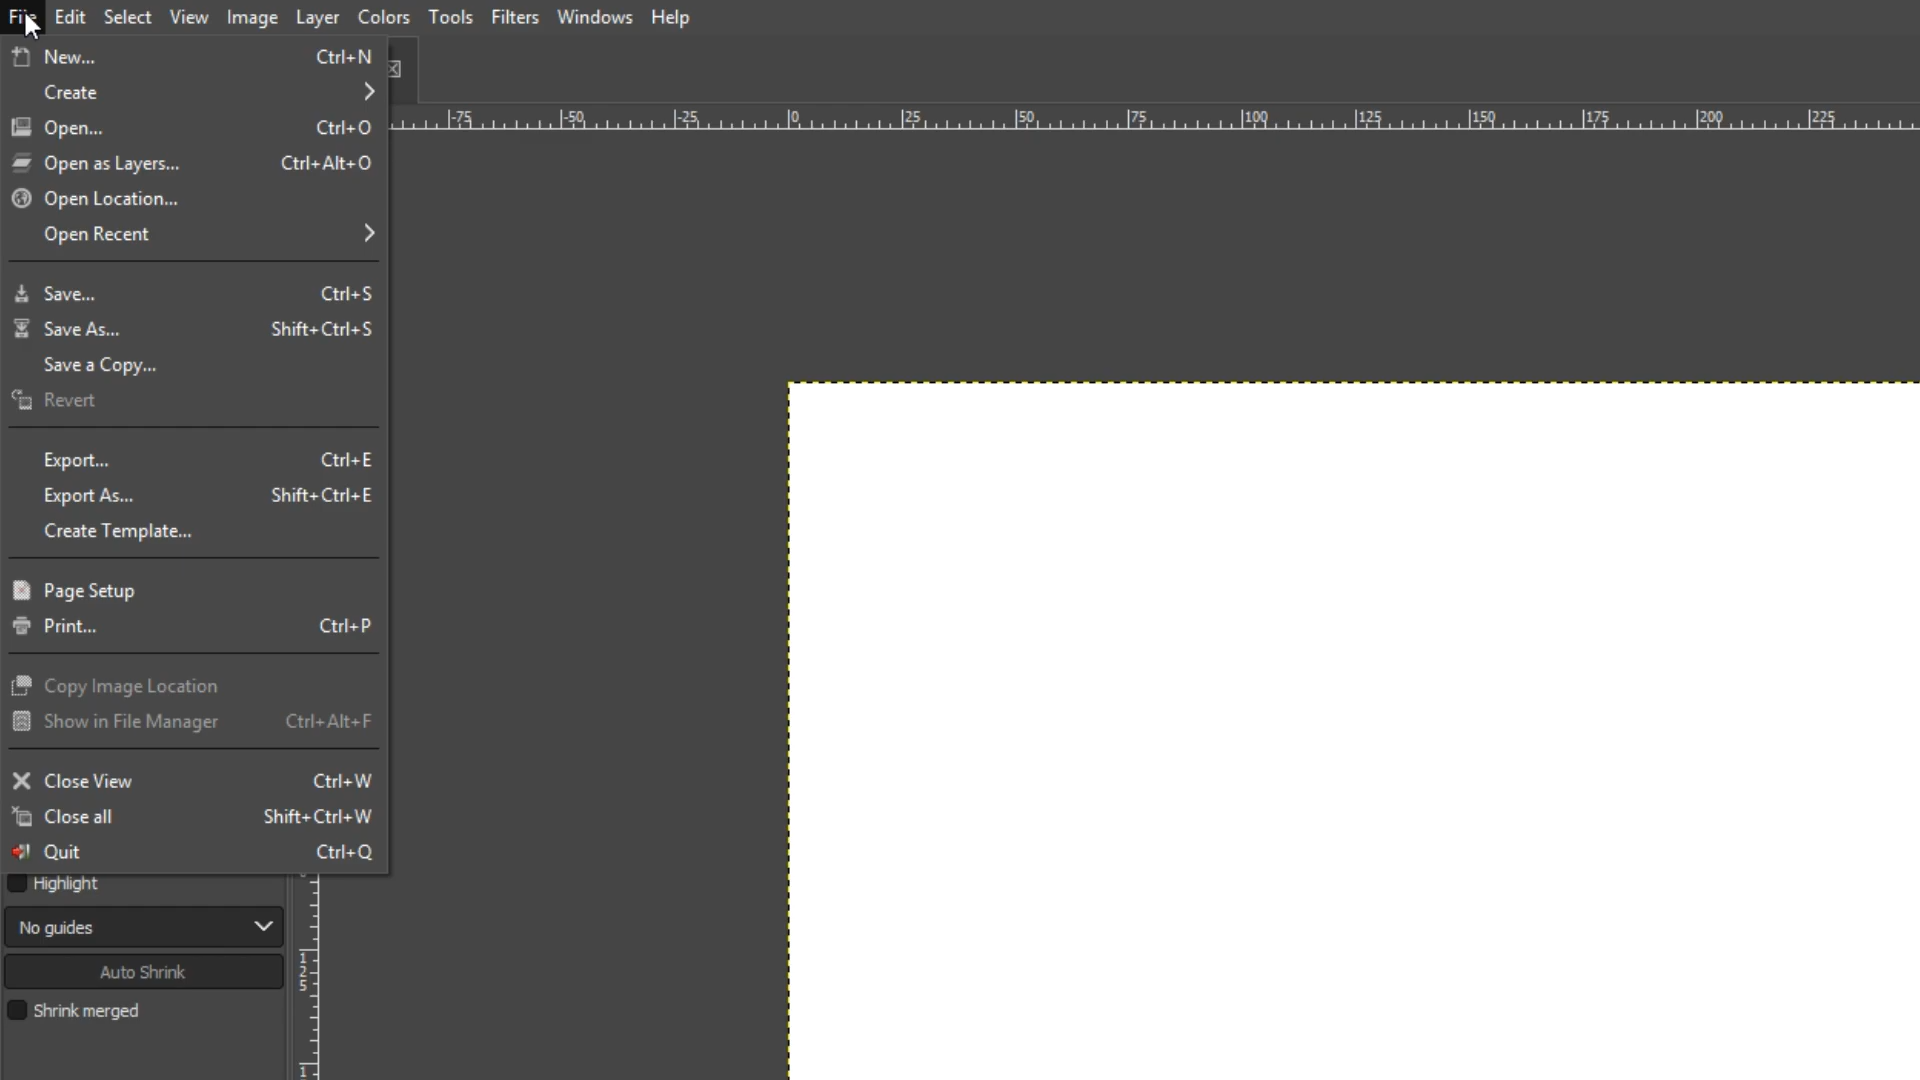 File Edit Select View Image Layer Colors Tools Filters Windows Help
New... Ctrl+N
Create
Open... Ctrl+O
Open as Layers... Ctrl+Alt+O
Open Location...
Open Recent
Save... Ctrl+S
Save As... Shift+Ctrl+S
Save a Copy...
Revert
Export... Ctrl+E
Export As... Shift+Ctrl+E
Create Template...
Page Setup
Print... Ctrl+P
Copy Image Location
Show in File Manager Ctrl+Alt+F
Close View Ctrl+W
Close all Shift+Ctrl+W
Quit Ctrl+Q
-75 -50 -25 0 25 50 75 100 125 150 175 200 225
Highlight
No guides
Auto Shrink
Shrink merged
125
1